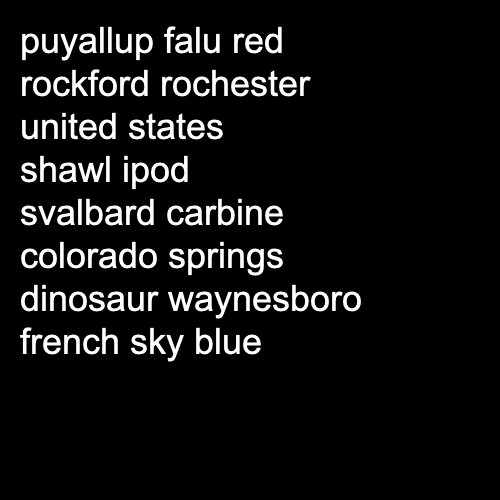 puyallup falu red
rockford rochester
united states
shawl ipod
svalbard carbine
colorado springs
dinosaur waynesboro
french sky blue